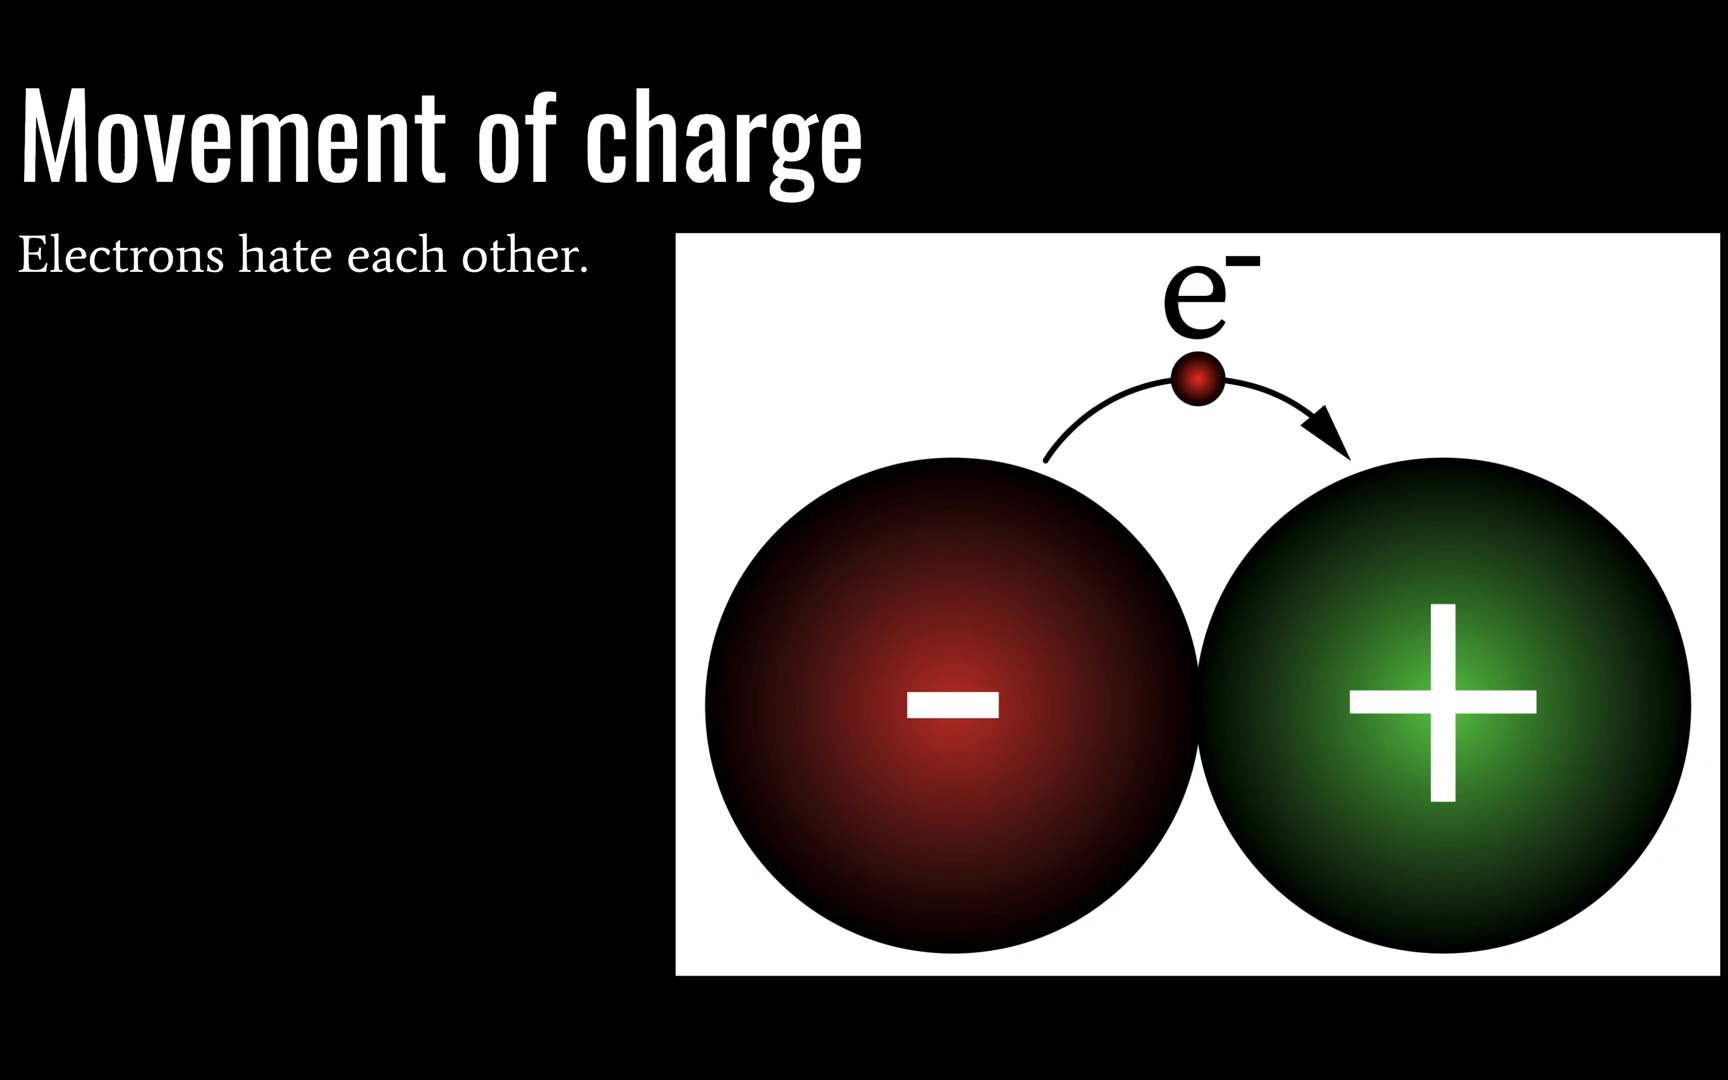 Movement of charge
Electrons hate each other.
e⁻
-
+